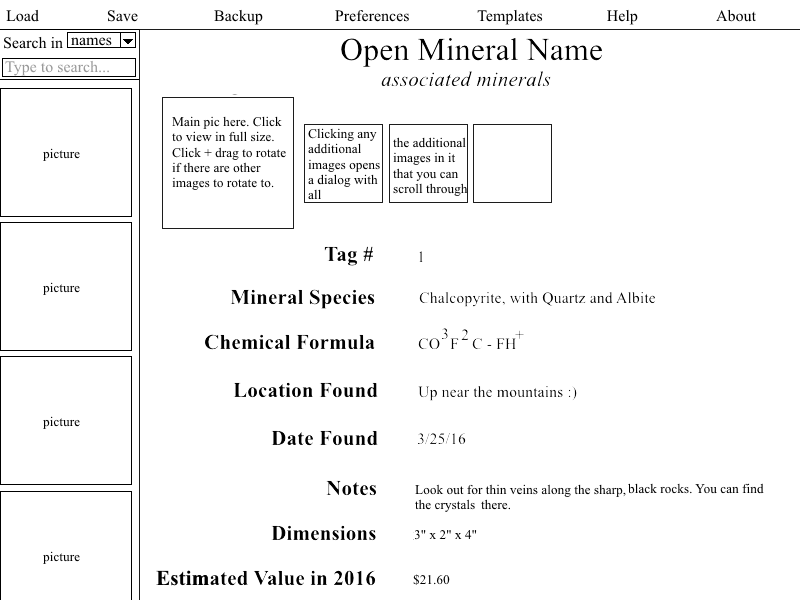 Load Save Backup Preferences Templates Help About
Search in names
Type to search...
picture
picture
picture
picture
Open Mineral Name
associated minerals
Main pic here. Click
to view in full size.
Click + drag to rotate
if there are other
images to rotate to.
Clicking any
additional
images opens
a dialog with
all
the additional
images in it
that you can
scroll through
Tag # 1
Mineral Species Chalcopyrite, with Quartz and Albite
Chemical Formula CO³F²C - FH⁺
Location Found Up near the mountains :)
Date Found 3/25/16
Notes Look out for thin veins along the sharp, black rocks. You can find
the crystals there.
Dimensions 3" x 2" x 4"
Estimated Value in 2016 $21.60